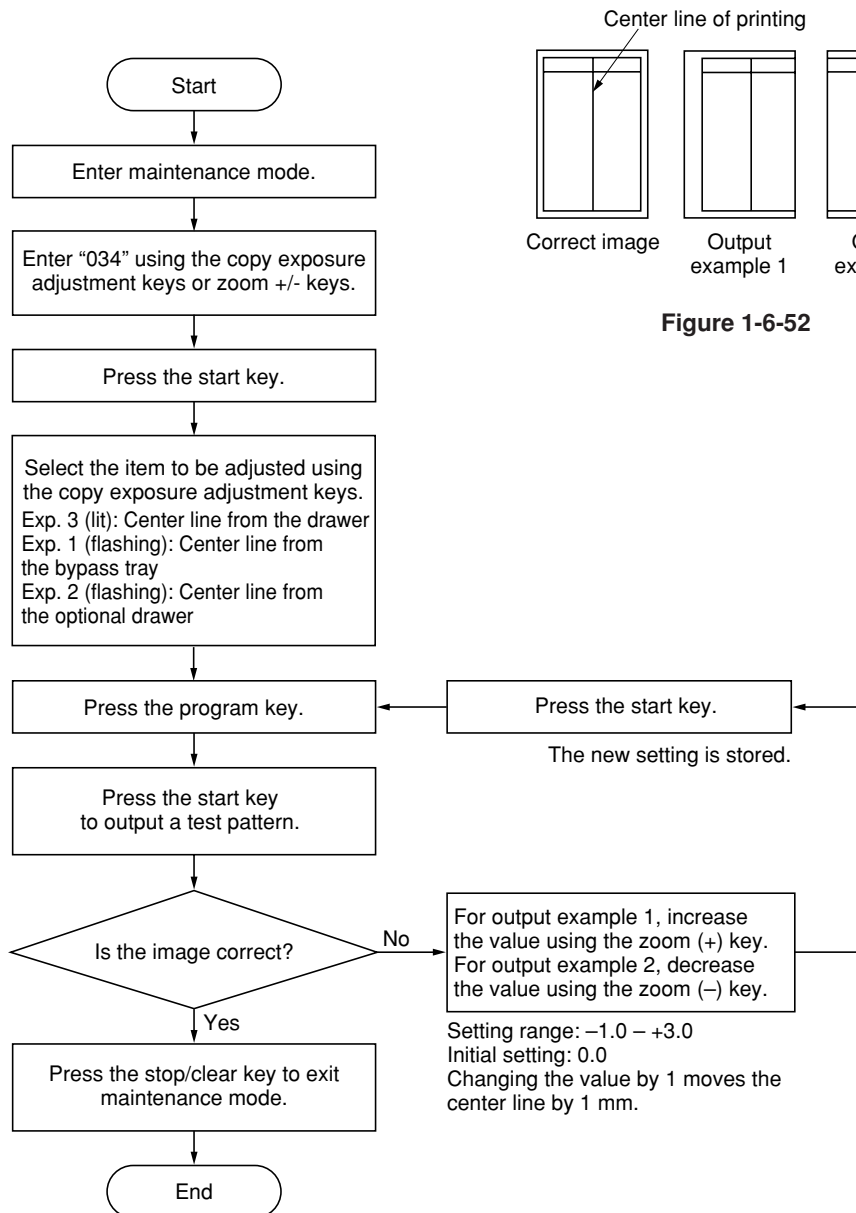 Center line of printing
Correct image
Output
example 1
Figure 1-6-52
Start
Enter maintenance mode.
Enter “034” using the copy exposure
adjustment keys or zoom +/- keys.
Press the start key.
Select the item to be adjusted using
the copy exposure adjustment keys.
Exp. 3 (lit): Center line from the drawer
Exp. 1 (flashing): Center line from
the bypass tray
Exp. 2 (flashing): Center line from
the optional drawer
Press the program key.
Press the start key.
The new setting is stored.
Press the start key
to output a test pattern.
Is the image correct?
No
For output example 1, increase
the value using the zoom (+) key.
For output example 2, decrease
the value using the zoom (–) key.
Setting range: –1.0 – +3.0
Initial setting: 0.0
Changing the value by 1 moves the
center line by 1 mm.
Yes
Press the stop/clear key to exit
maintenance mode.
End